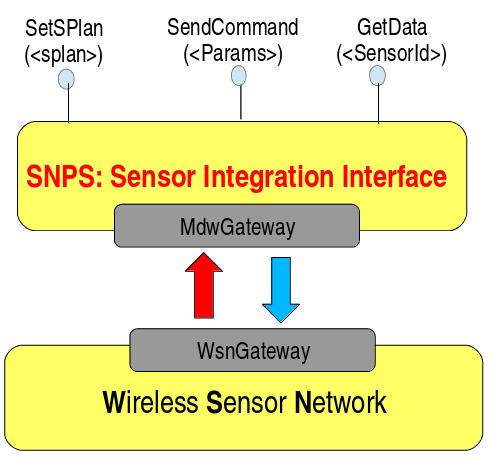 SetSPlan
(<splan>)
SendCommand
(<Params>)
GetData
(<SensorId>)
SNPS: Sensor Integration Interface
MdwGateway
WsnGateway
Wireless Sensor Network